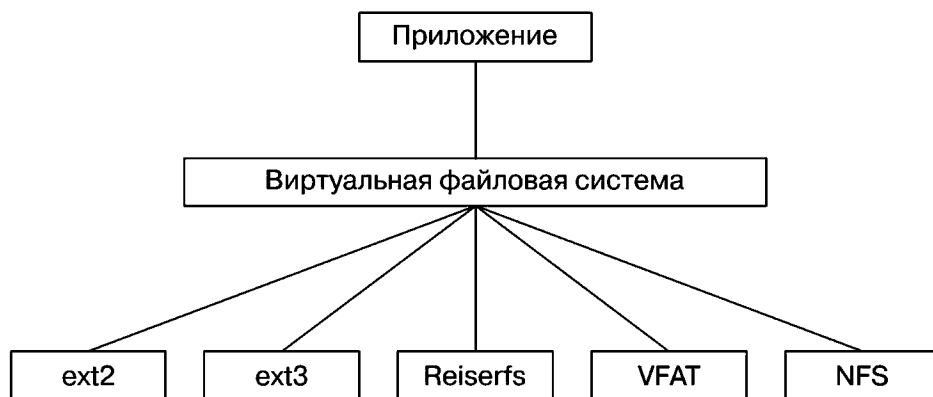 Приложение
Виртуальная файловая система
ext2
ext3
Reiserfs
VFAT
NFS